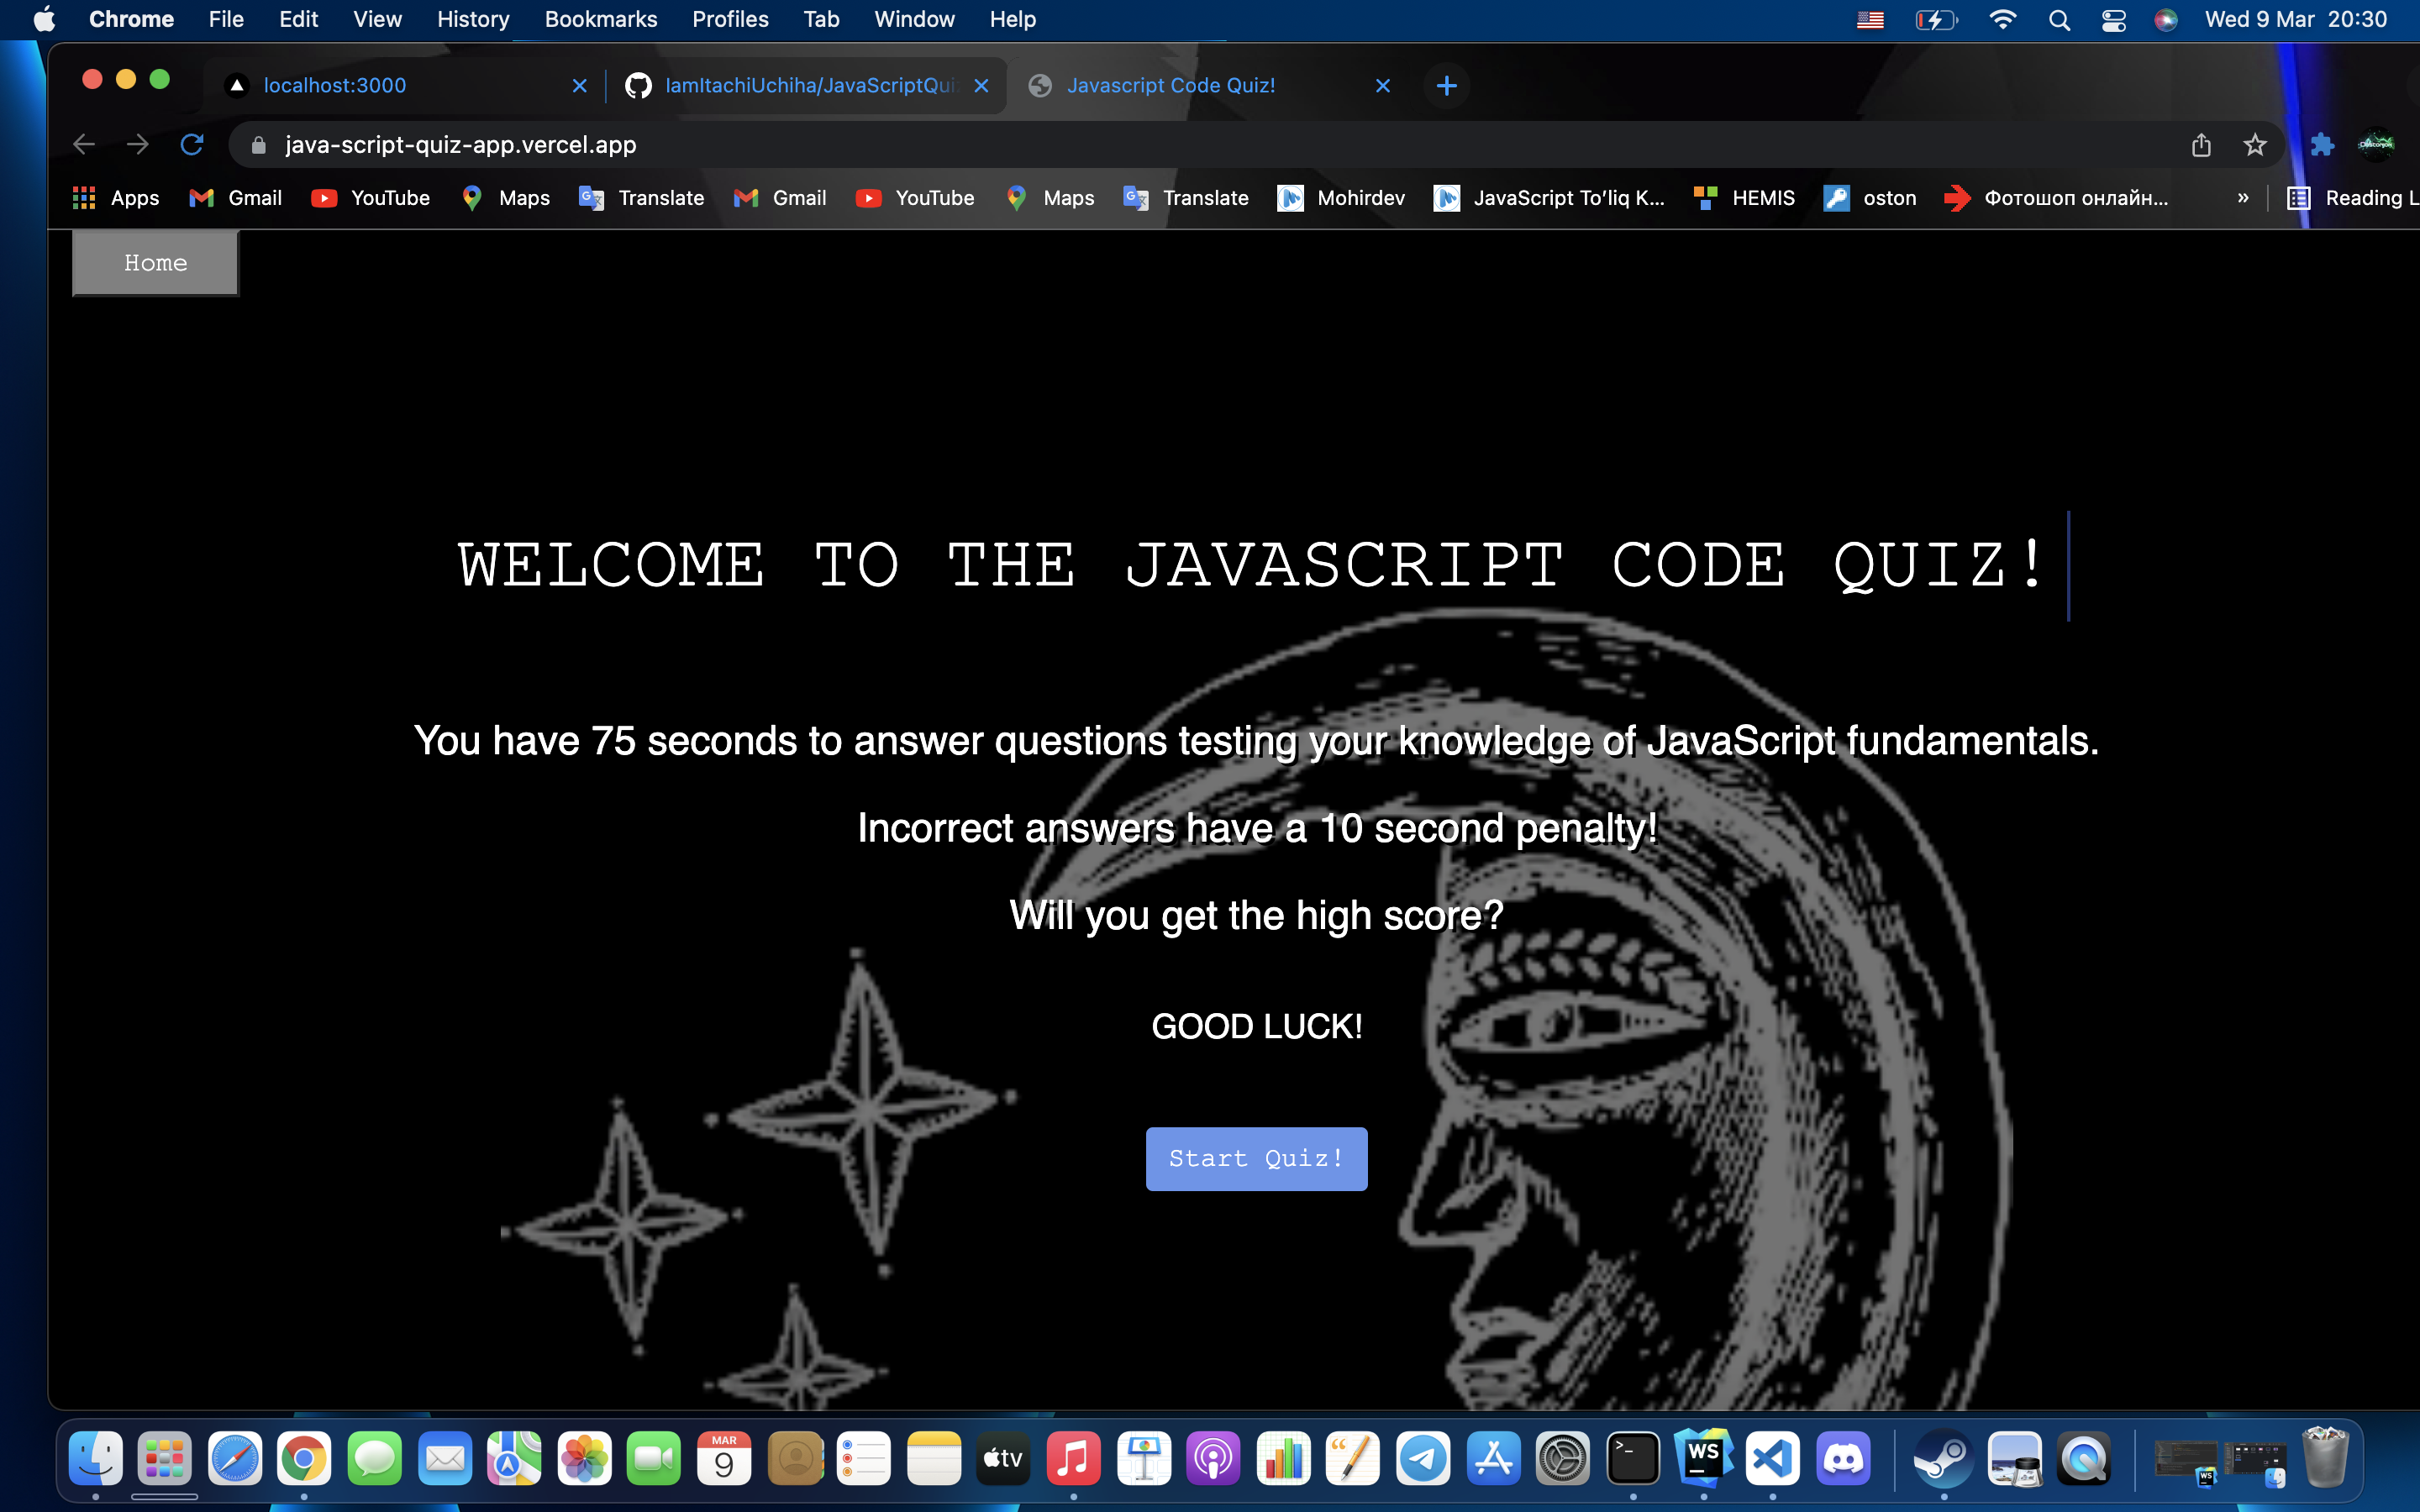 Chrome File Edit View History Bookmarks Profiles Tab Window Help Wed 9 Mar 20:30
localhost:3000 IamItachiUchiha/JavaScriptQui Javascript Code Quiz!
java-script-quiz-app.vercel.app
Apps Gmail YouTube Maps Translate Gmail YouTube Maps Translate Mohirdev JavaScript To‘liq K... HEMIS oston Фотошоп онлайн... » Reading L
Home
WELCOME TO THE JAVASCRIPT CODE QUIZ!
You have 75 seconds to answer questions testing your knowledge of JavaScript fundamentals.
Incorrect answers have a 10 second penalty!
Will you get the high score?
GOOD LUCK!
Start Quiz!
MAR
9
tv
WS